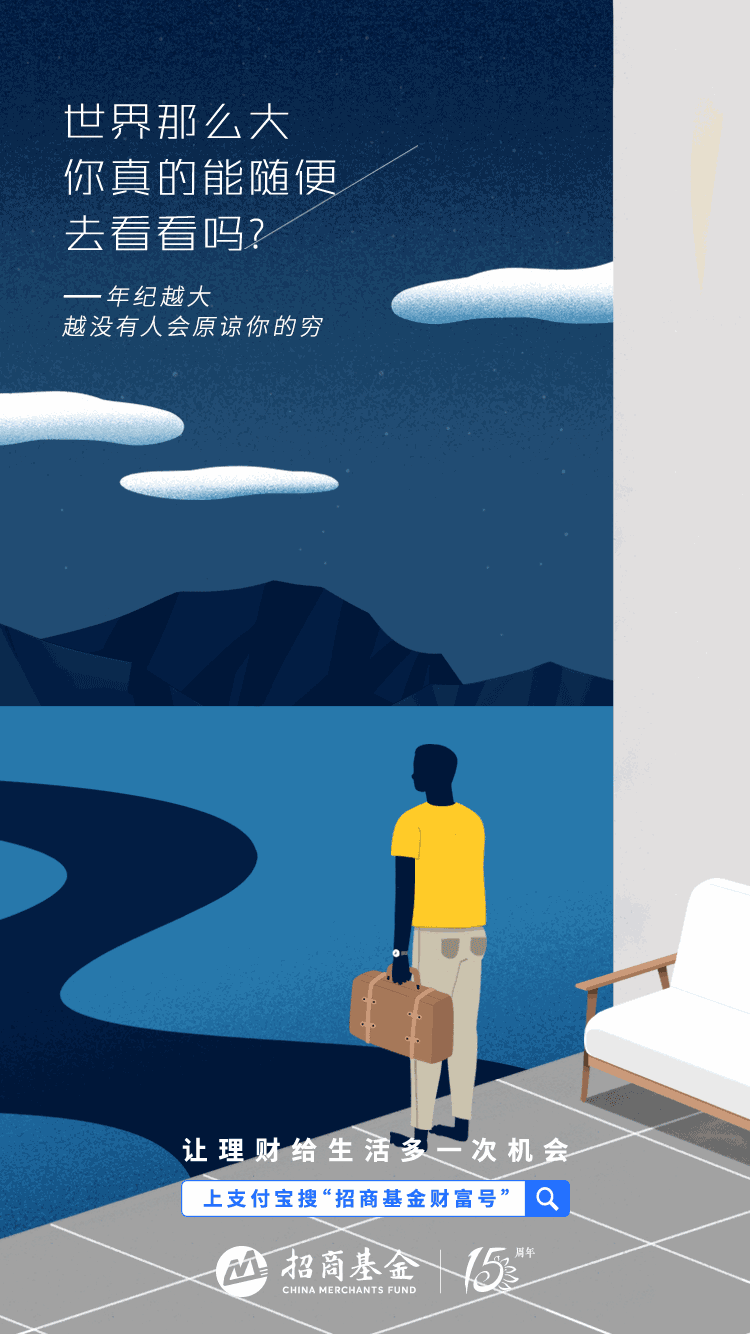 世界那么大
你真的能随便
去看看吗?
——年纪越大
越没有人会原谅你的穷
让理财给生活多一次机会
上支付宝搜“招商基金财富号”
招商基金
CHINA MERCHANTS FUND
15周年